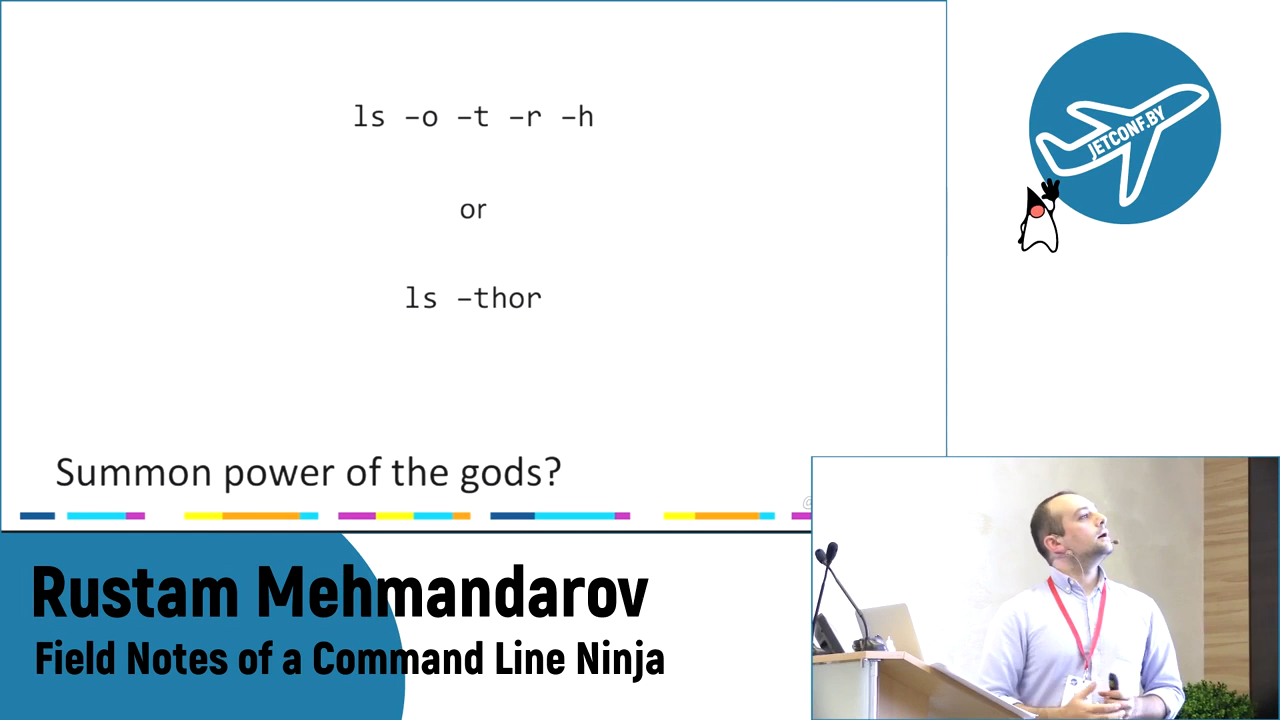 ls –o –t –r –h
or
ls –thor
Summon power of the gods?
JETCONF.BY
Rustam Mehmandarov
Field Notes of a Command Line Ninja